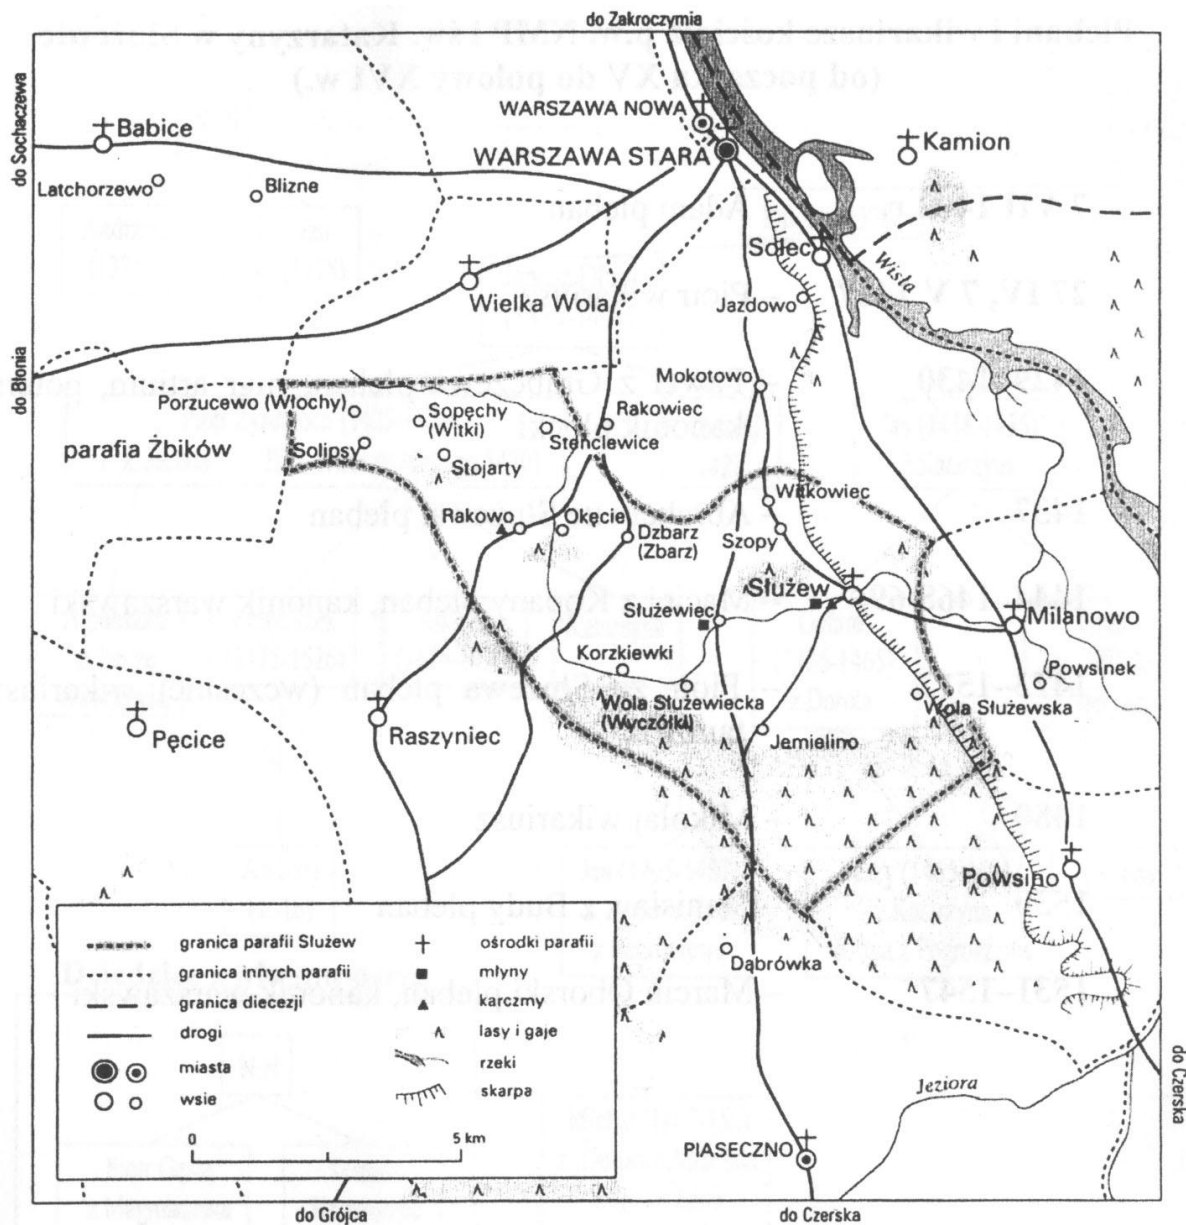 do Zakroczymia
do Sochaczewa
WARSZAWA NOWA
Babice
WARSZAWA STARA
Kamion
Latchorzewo
Blizne
Solec
Wisła
Wielka Wola
Jazdowo
do Błonia
Mokotowo
Porzucewo (Włochy)
Sopęchy
(Witki)
Rakowiec
parafia Żbików
Solipsy
Stenclewice
Stojarty
Witkowiec
Rakowo
Okęcie
Dzbarz
(Zbarz)
Szopy
Służew
Służewiec
Milanowo
Korzkiewki
Powsinek
Wola Służewiecka
(Wyczółki)
Wola Służewska
Pęcice
Raszyniec
Jemielino
Powsino
Dąbrówka
granica parafii Służew
granica innych parafii
granica diecezji
drogi
miasta
wsie
ośrodki parafii
młyny
karczmy
lasy i gaje
rzeki
skarpa
0
5 km
Jeziora
do Czerska
PIASECZNO
do Grójca
do Czerska